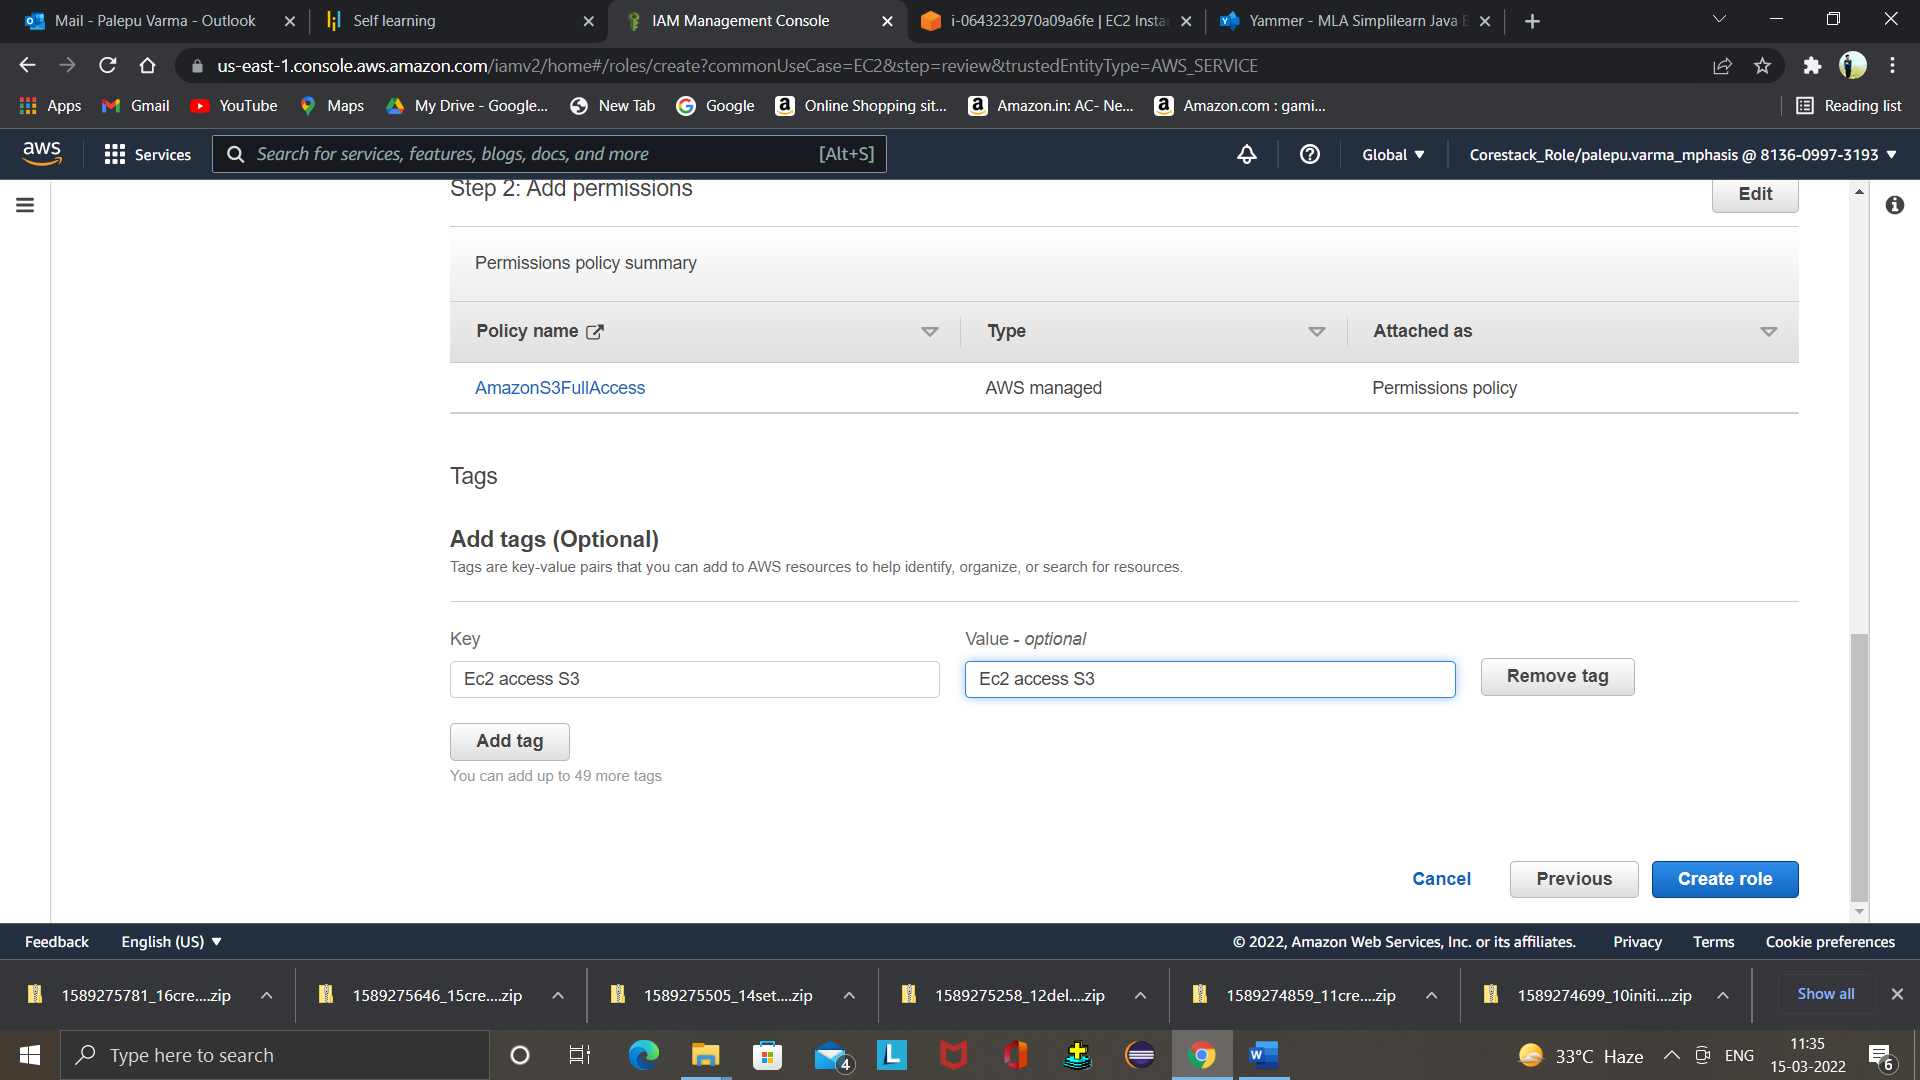 Mail - Palepu Varma - Outlook
Self learning
IAM Management Console
i-0643232970a09a6fe | EC2 Insta
Yammer - MLA Simplilearn Java
us-east-1.console.aws.amazon.com/iamv2/home#/roles/create?commonUseCase=EC2&step=review&trustedEntityType=AWS_SERVICE
Apps
Gmail
YouTube
Maps
My Drive - Google...
New Tab
Google
Online Shopping sit...
Amazon.in: AC- Ne...
Amazon.com : gami...
Reading list
aws
Services
Search for services, features, blogs, docs, and more
[Alt+S]
Global
Corestack_Role/palepu.varma_mphasis @ 8136-0997-3193
Step 2: Add permissions
Edit
Permissions policy summary
Policy name
Type
Attached as
AmazonS3FullAccess
AWS managed
Permissions policy
Tags
Add tags (Optional)
Tags are key-value pairs that you can add to AWS resources to help identify, organize, or search for resources.
Key
Value - optional
Ec2 access S3
Ec2 access S3
Remove tag
Add tag
You can add up to 49 more tags
Cancel
Previous
Create role
Feedback
English (US)
© 2022, Amazon Web Services, Inc. or its affiliates.
Privacy
Terms
Cookie preferences
1589275781_16cre....zip
1589275646_15cre....zip
1589275505_14set....zip
1589275258_12del....zip
1589274859_11cre....zip
1589274699_10initi....zip
Show all
Type here to search
4
L
W
33°C Haze
ENG
11:35
15-03-2022
6